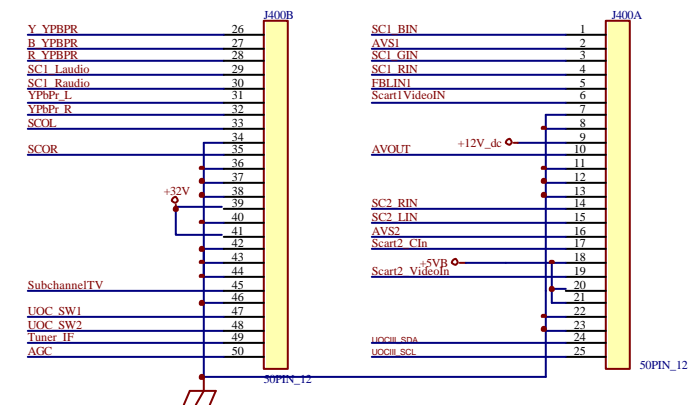 J400B
Y_YPBPR 26
B_YPBPR 27
R_YPBPR 28
SC1_Laudio 29
SC1_Raudio 30
YPbPr_L 31
YPbPr_R 32
SCOL 33
34
SCOR 35
36
37
38
+32V
39
40
41
42
43
44
SubchannelTV 45
46
UOC_SW1 47
UOC_SW2 48
Tuner_IF 49
AGC 50
50PIN_12
J400A
SC1_BIN 1
AVS1 2
SC1_GIN 3
SC1_RIN 4
FBLIN1 5
Scart1VideoIN 6
7
8
+12V_dc 9
AVOUT 10
11
12
13
SC2_RIN 14
SC2_LIN 15
AVS2 16
Scart2_CIn 17
+5VB 18
Scart2_VideoIn 19
20
21
22
23
UOCIII_SDA 24
UOCIII_SCL 25
50PIN_12